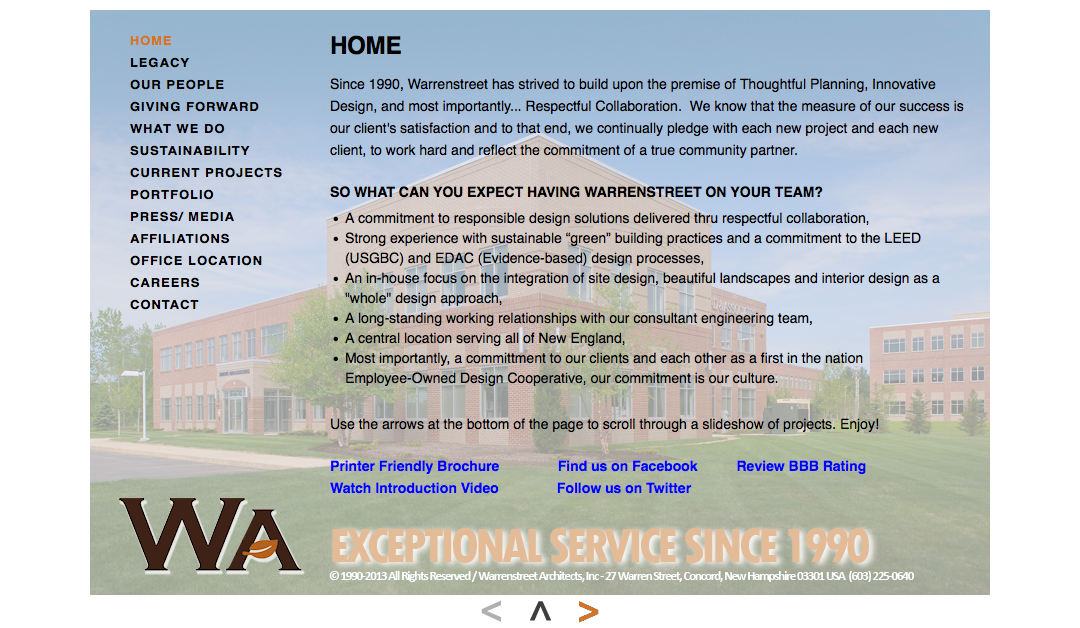 HOME
LEGACY
OUR PEOPLE
GIVING FORWARD
WHAT WE DO
SUSTAINABILITY
CURRENT PROJECTS
PORTFOLIO
PRESS/ MEDIA
AFFILIATIONS
OFFICE LOCATION
CAREERS
CONTACT
HOME
Since 1990, Warrenstreet has strived to build upon the premise of Thoughtful Planning, Innovative
Design, and most importantly... Respectful Collaboration.  We know that the measure of our success is
our client's satisfaction and to that end, we continually pledge with each new project and each new
client, to work hard and reflect the commitment of a true community partner.
SO WHAT CAN YOU EXPECT HAVING WARRENSTREET ON YOUR TEAM?
• A commitment to responsible design solutions delivered thru respectful collaboration,
• Strong experience with sustainable “green” building practices and a commitment to the LEED
(USGBC) and EDAC (Evidence-based) design processes,
• An in-house focus on the integration of site design, beautiful landscapes and interior design as a
"whole" design approach,
• A long-standing working relationships with our consultant engineering team,
• A central location serving all of New England,
• Most importantly, a committment to our clients and each other as a first in the nation
Employee-Owned Design Cooperative, our commitment is our culture.
Use the arrows at the bottom of the page to scroll through a slideshow of projects. Enjoy!
Printer Friendly Brochure Find us on Facebook Review BBB Rating
Watch Introduction Video Follow us on Twitter
WA
EXCEPTIONAL SERVICE SINCE 1990
© 1990-2013 All Rights Reserved / Warrenstreet Architects, Inc - 27 Warren Street, Concord, New Hampshire 03301 USA (603) 225-0640
< ᐱ >